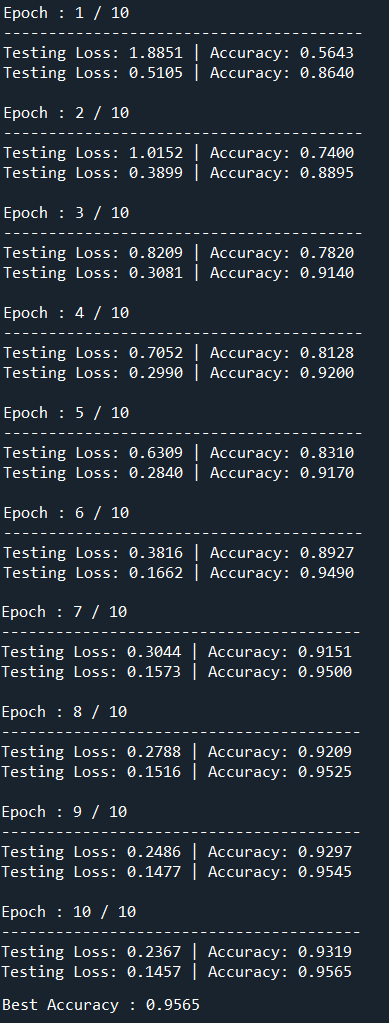 Epoch : 1 / 10
----------------------------------------
Testing Loss: 1.8851 | Accuracy: 0.5643
Testing Loss: 0.5105 | Accuracy: 0.8640
Epoch : 2 / 10
----------------------------------------
Testing Loss: 1.0152 | Accuracy: 0.7400
Testing Loss: 0.3899 | Accuracy: 0.8895
Epoch : 3 / 10
----------------------------------------
Testing Loss: 0.8209 | Accuracy: 0.7820
Testing Loss: 0.3081 | Accuracy: 0.9140
Epoch : 4 / 10
----------------------------------------
Testing Loss: 0.7052 | Accuracy: 0.8128
Testing Loss: 0.2990 | Accuracy: 0.9200
Epoch : 5 / 10
----------------------------------------
Testing Loss: 0.6309 | Accuracy: 0.8310
Testing Loss: 0.2840 | Accuracy: 0.9170
Epoch : 6 / 10
----------------------------------------
Testing Loss: 0.3816 | Accuracy: 0.8927
Testing Loss: 0.1662 | Accuracy: 0.9490
Epoch : 7 / 10
----------------------------------------
Testing Loss: 0.3044 | Accuracy: 0.9151
Testing Loss: 0.1573 | Accuracy: 0.9500
Epoch : 8 / 10
----------------------------------------
Testing Loss: 0.2788 | Accuracy: 0.9209
Testing Loss: 0.1516 | Accuracy: 0.9525
Epoch : 9 / 10
----------------------------------------
Testing Loss: 0.2486 | Accuracy: 0.9297
Testing Loss: 0.1477 | Accuracy: 0.9545
Epoch : 10 / 10
----------------------------------------
Testing Loss: 0.2367 | Accuracy: 0.9319
Testing Loss: 0.1457 | Accuracy: 0.9565
Best Accuracy : 0.9565